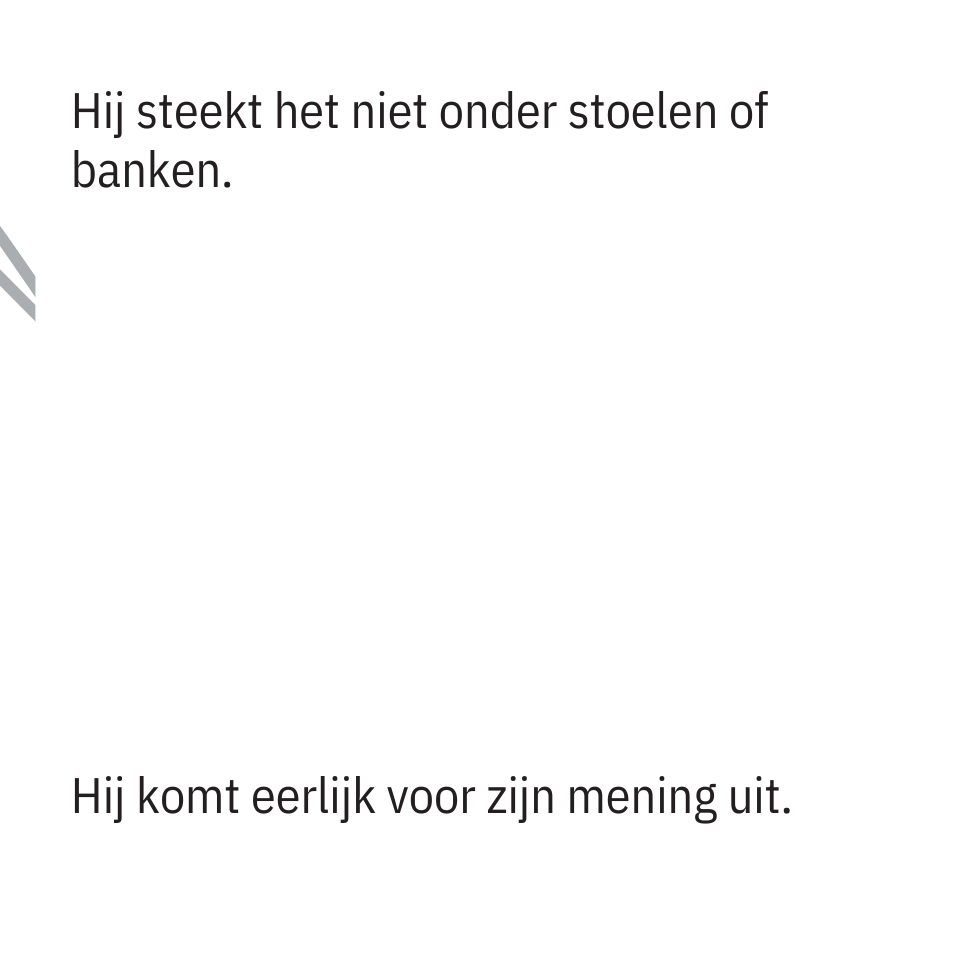 Hij steekt het niet onder stoelen of
banken.
Hij komt eerlijk voor zijn mening uit.